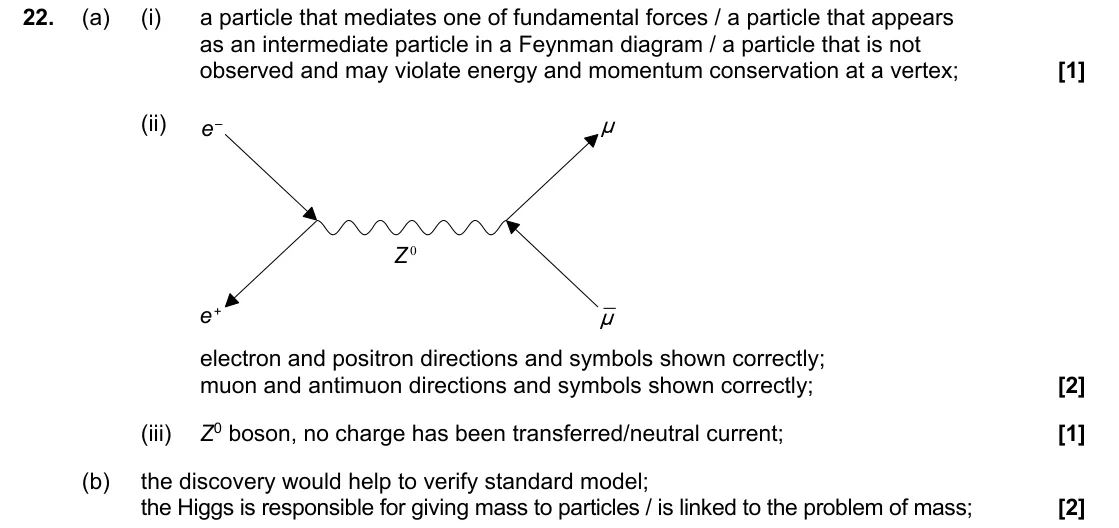 22. (a) (i) a particle that mediates one of fundamental forces / a particle that appears
as an intermediate particle in a Feynman diagram / a particle that is not
observed and may violate energy and momentum conservation at a vertex; [1]
(ii) e⁻ μ
Z⁰
e⁺ μ̅
electron and positron directions and symbols shown correctly;
muon and antimuon directions and symbols shown correctly; [2]
(iii) Z⁰ boson, no charge has been transferred/neutral current; [1]
(b) the discovery would help to verify standard model;
the Higgs is responsible for giving mass to particles / is linked to the problem of mass; [2]